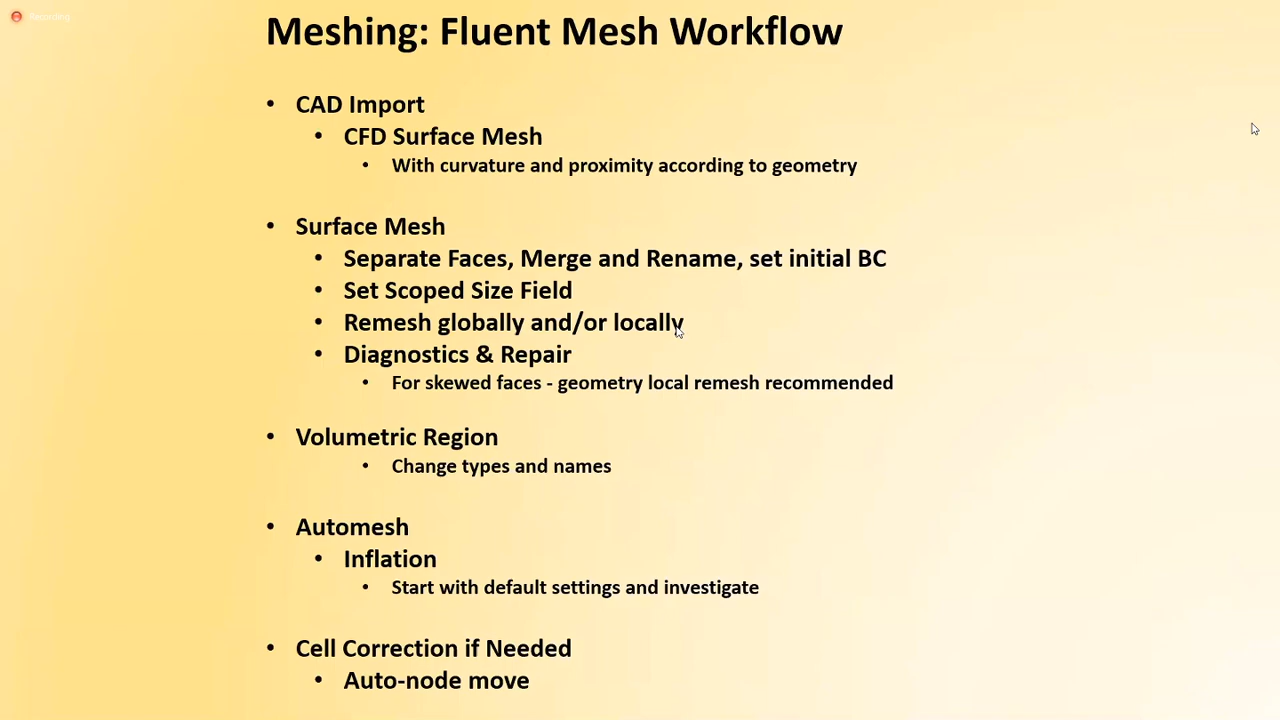 Recording
Meshing: Fluent Mesh Workflow
• CAD Import
• CFD Surface Mesh
• With curvature and proximity according to geometry
• Surface Mesh
• Separate Faces, Merge and Rename, set initial BC
• Set Scoped Size Field
• Remesh globally and/or locally
• Diagnostics & Repair
• For skewed faces - geometry local remesh recommended
• Volumetric Region
• Change types and names
• Automesh
• Inflation
• Start with default settings and investigate
• Cell Correction if Needed
• Auto-node move